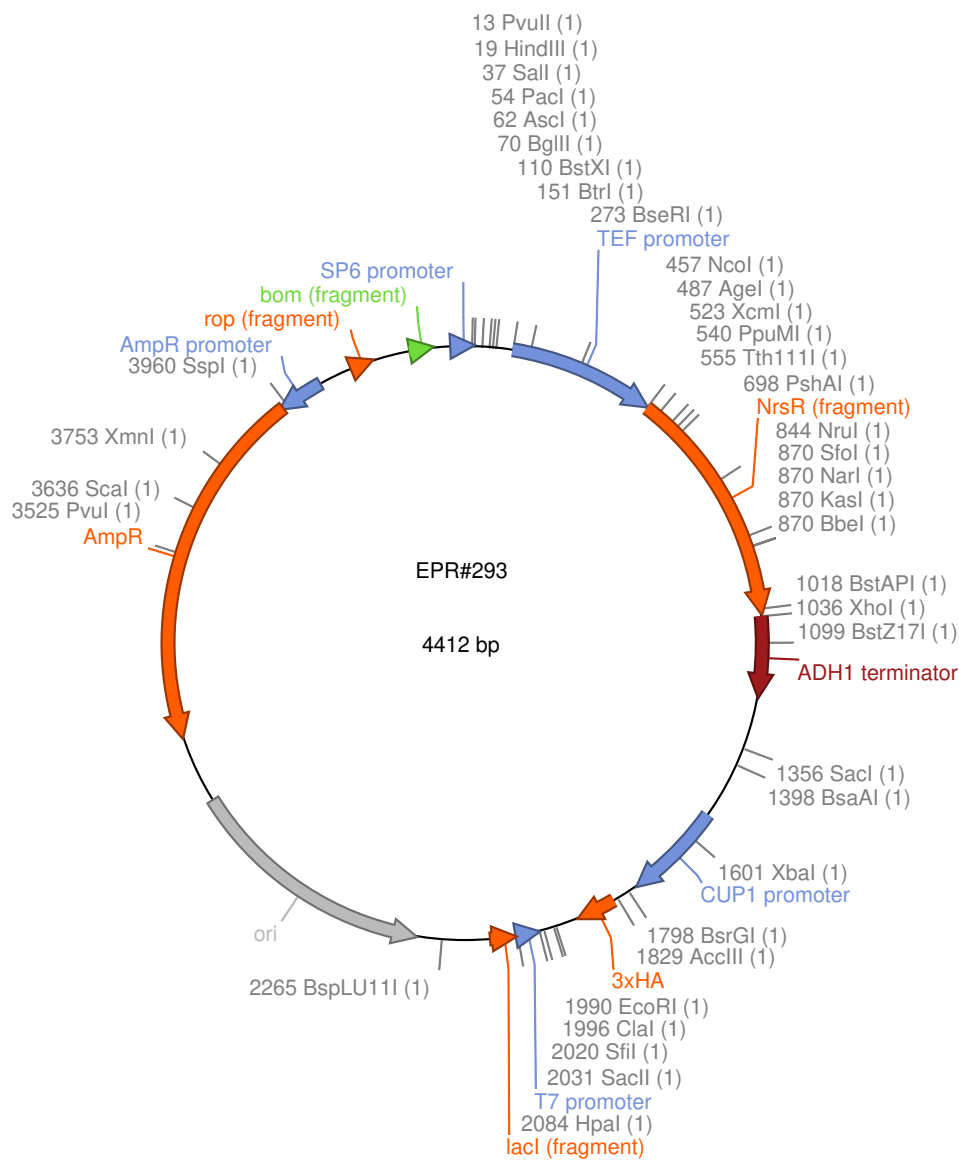 13 PvuII (1)
19 HindIII (1)
37 SalI (1)
54 PacI (1)
62 AscI (1)
70 BglII (1)
110 BstXI (1)
151 BtrI (1)
273 BseRI (1)
TEF promoter
457 NcoI (1)
487 AgeI (1)
523 XcmI (1)
540 PpuMI (1)
555 Tth111I (1)
698 PshAI (1)
NrsR (fragment)
844 NruI (1)
870 SfoI (1)
870 NarI (1)
870 KasI (1)
870 BbeI (1)
1018 BstAPI (1)
1036 XhoI (1)
1099 BstZ17I (1)
ADH1 terminator
1356 SacI (1)
1398 BsaAI (1)
1601 XbaI (1)
CUP1 promoter
1798 BsrGI (1)
1829 AccIII (1)
3xHA
1990 EcoRI (1)
1996 ClaI (1)
2020 SfiI (1)
2031 SacII (1)
T7 promoter
2084 HpaI (1)
lacI (fragment)
2265 BspLU11I (1)
ori
AmpR
3525 PvuI (1)
3636 ScaI (1)
3753 XmnI (1)
3960 SspI (1)
AmpR promoter
rop (fragment)
bom (fragment)
SP6 promoter
EPR#293
4412 bp